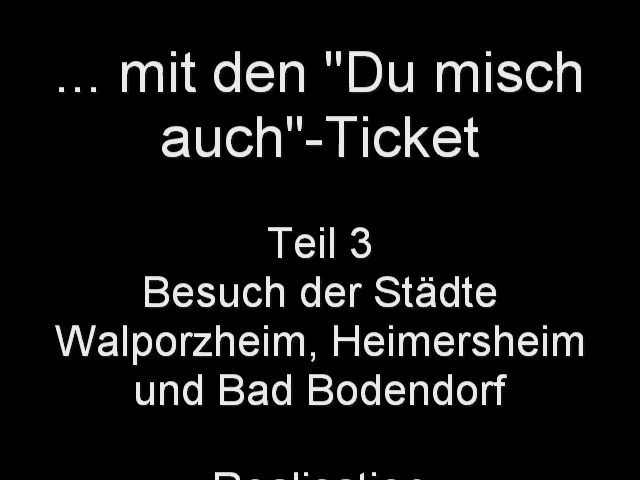 ... mit den "Du misch
auch"-Ticket
Teil 3
Besuch der Städte
Walporzheim, Heimersheim
und Bad Bodendorf